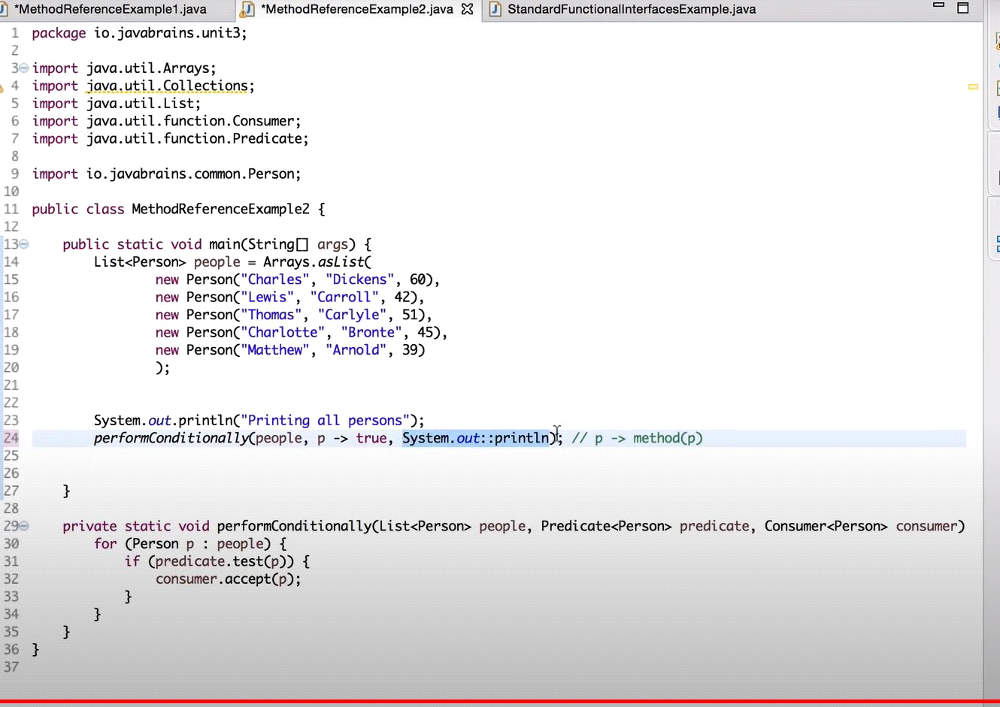 *MethodReferenceExample1.java *MethodReferenceExample2.java StandardFunctionalInterfacesExample.java
1 package io.javabrains.unit3;
2
3 import java.util.Arrays;
4 import java.util.Collections;
5 import java.util.List;
6 import java.util.function.Consumer;
7 import java.util.function.Predicate;
8
9 import io.javabrains.common.Person;
10
11 public class MethodReferenceExample2 {
12
13 public static void main(String[] args) {
14 List<Person> people = Arrays.asList(
15 new Person("Charles", "Dickens", 60),
16 new Person("Lewis", "Carroll", 42),
17 new Person("Thomas", "Carlyle", 51),
18 new Person("Charlotte", "Bronte", 45),
19 new Person("Matthew", "Arnold", 39)
20 );
21
22
23 System.out.println("Printing all persons");
24 performConditionally(people, p -> true, System.out::println); // p -> method(p)
25
26
27 }
28
29 private static void performConditionally(List<Person> people, Predicate<Person> predicate, Consumer<Person> consumer)
30 for (Person p : people) {
31 if (predicate.test(p)) {
32 consumer.accept(p);
33 }
34 }
35 }
36 }
37